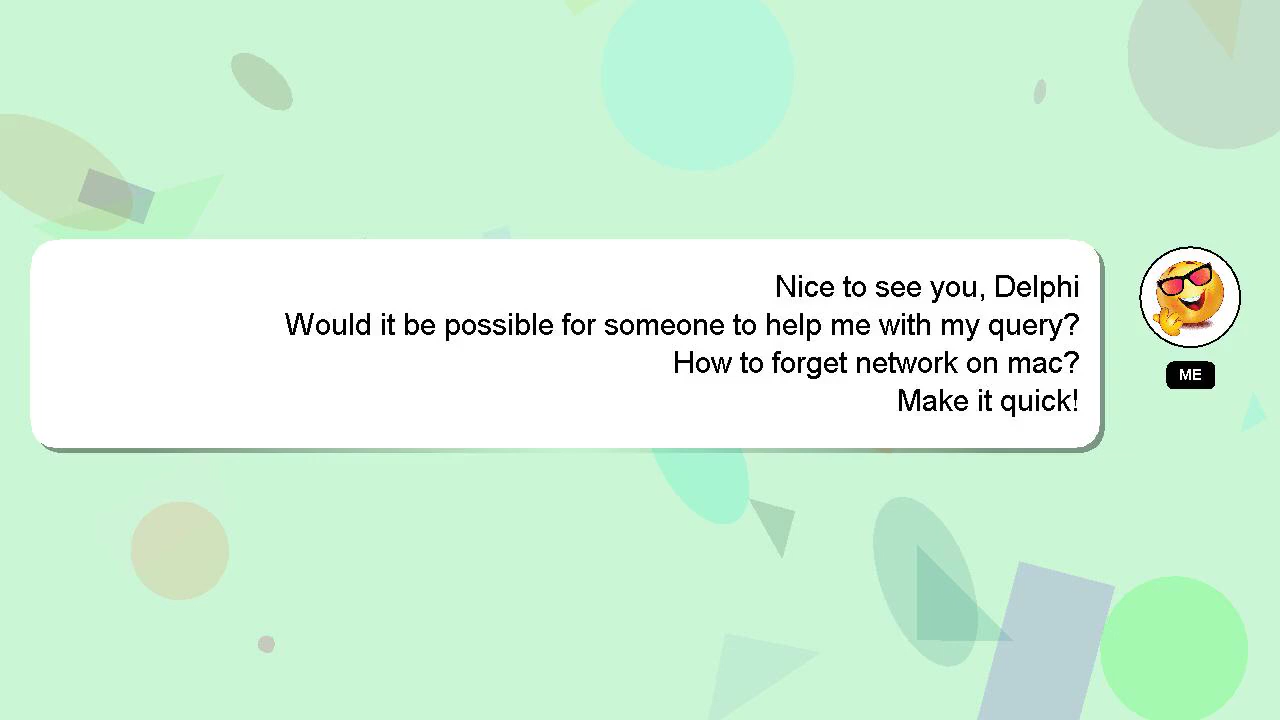 Nice to see you, Delphi
Would it be possible for someone to help me with my query?
How to forget network on mac?
Make it quick!
ME